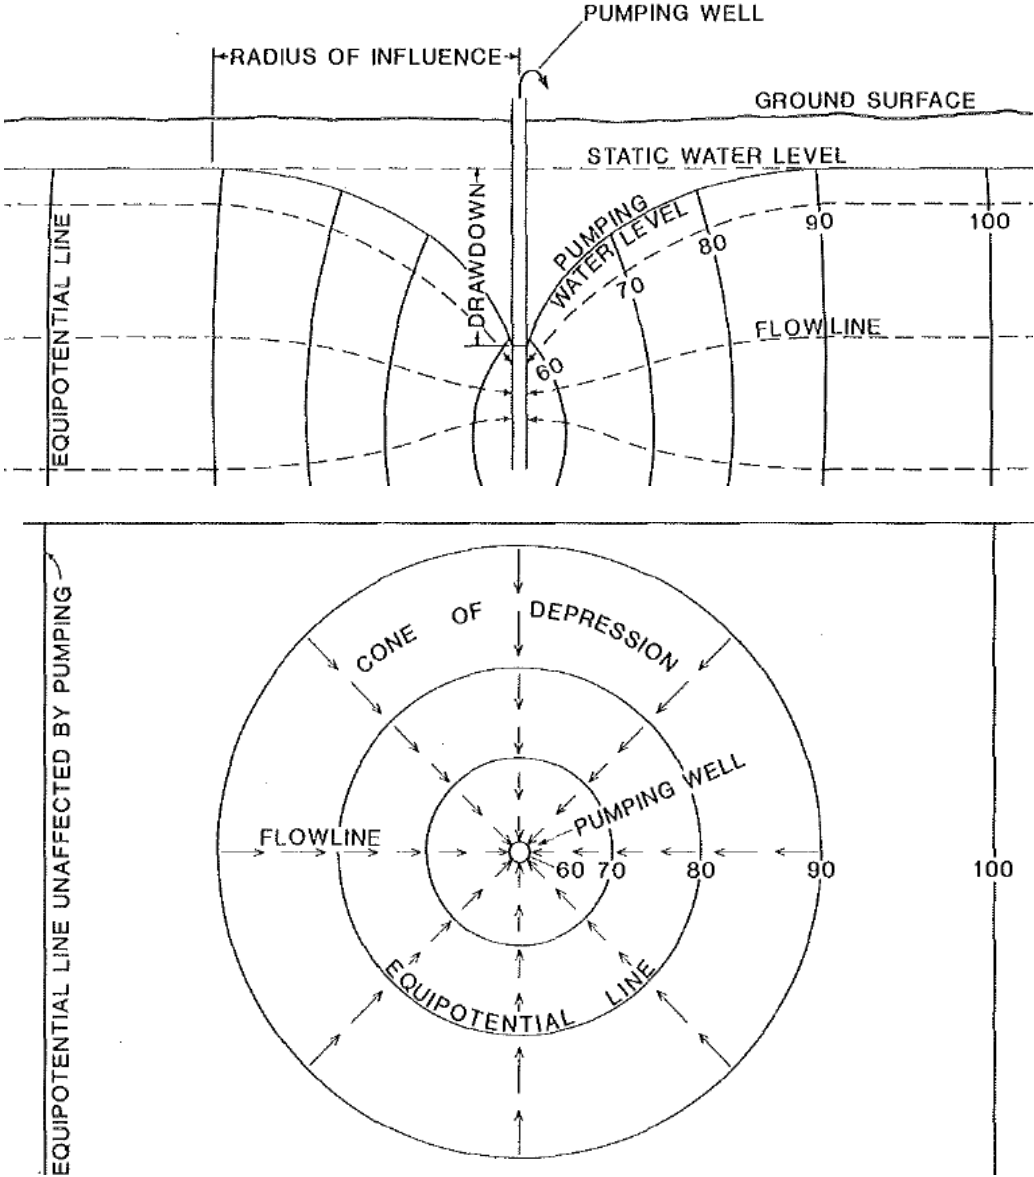 PUMPING WELL
RADIUS OF INFLUENCE
GROUND SURFACE
STATIC WATER LEVEL
EQUIPOTENTIAL LINE
DRAWDOWN
PUMPING
WATER LEVEL
60
70
80
90
100
FLOWLINE
EQUIPOTENTIAL LINE UNAFFECTED BY PUMPING
CONE OF DEPRESSION
PUMPING WELL
FLOWLINE
60 70 80 90 100
EQUIPOTENTIAL LINE